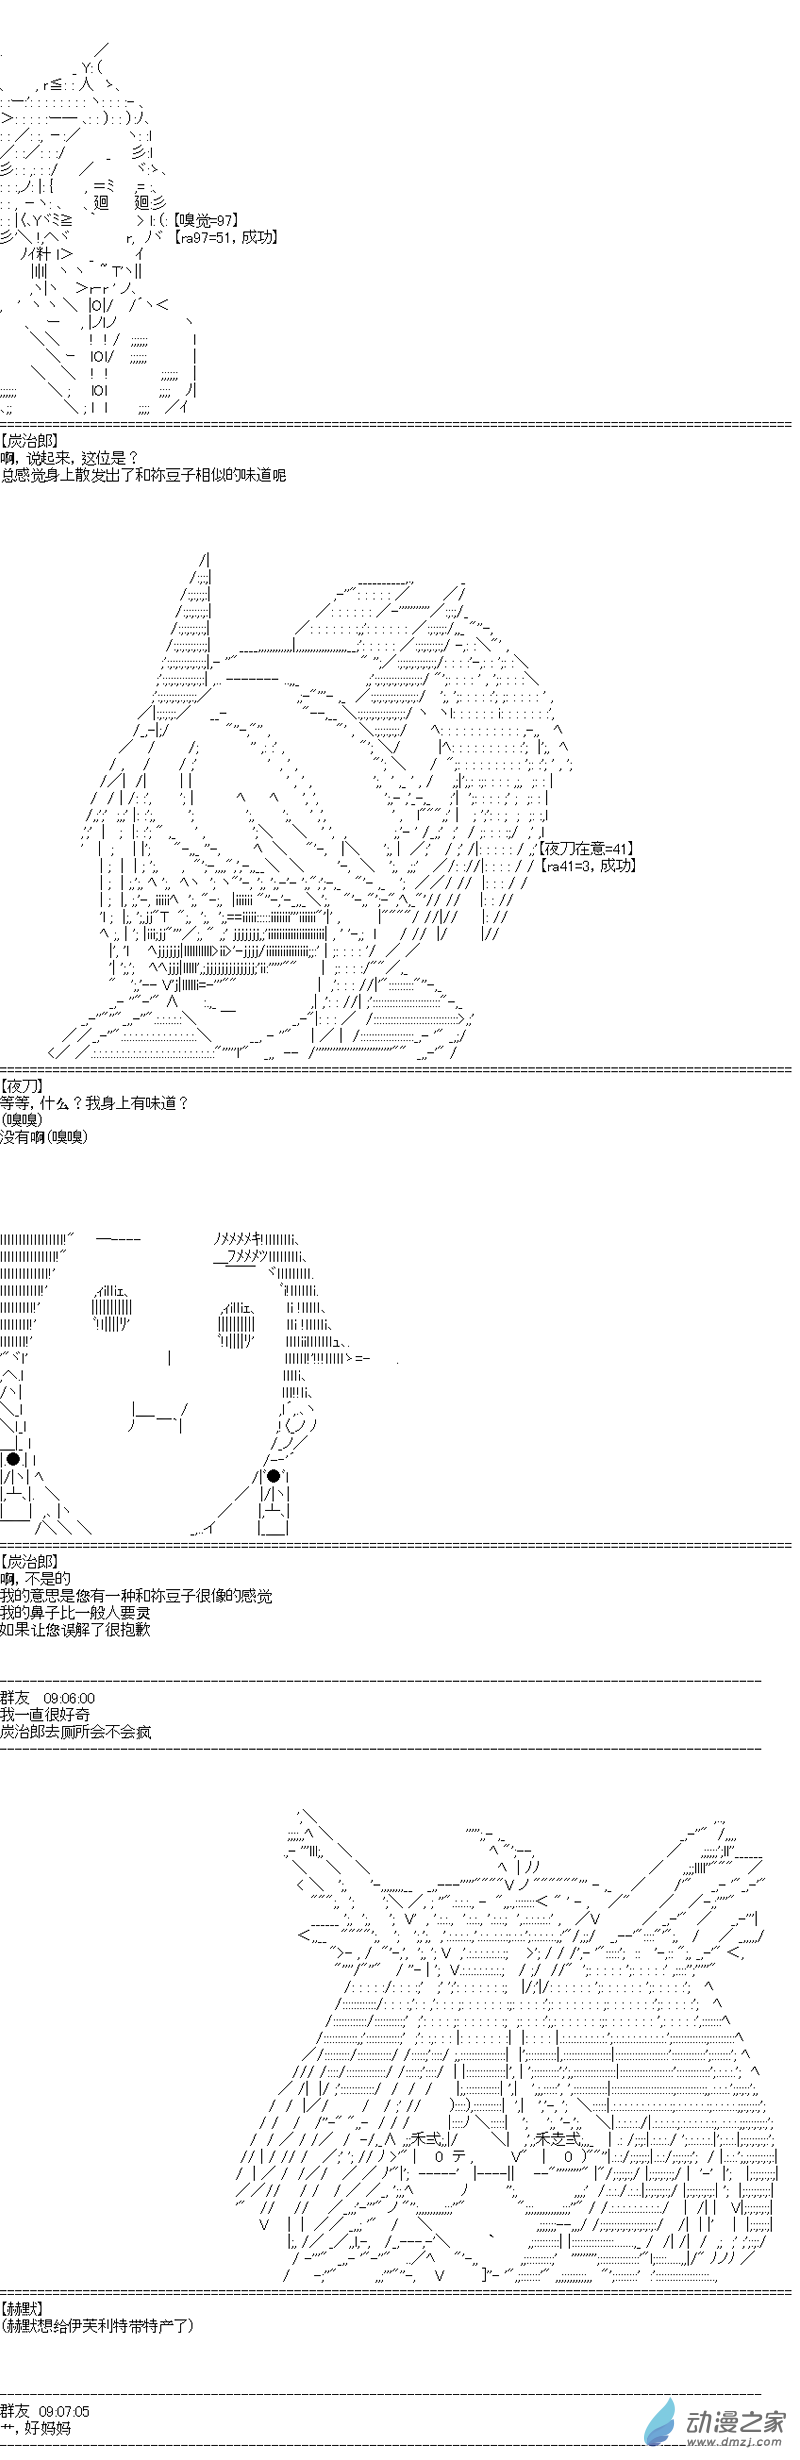 【嗅觉=97】
【ra97=51，成功】
【炭治郎】
啊，说起来，这位是？
总感觉身上散发出了和祢豆子相似的味道呢
【夜刀在意=41】
【ra41=3，成功】
【夜刀】
等等，什么？我身上有味道？
(嗅嗅)
没有啊(嗅嗅)
【炭治郎】
啊，不是的
我的意思是您有一种和祢豆子很像的感觉
我的鼻子比一般人要灵
如果让您误解了很抱歉
群友 09:06:00
我一直很好奇
炭治郎去厕所会不会疯
【赫默】
(赫默想给伊芙利特带特产了)
群友 09:07:05
艹，好妈妈
动漫之家
www.dmzj.com